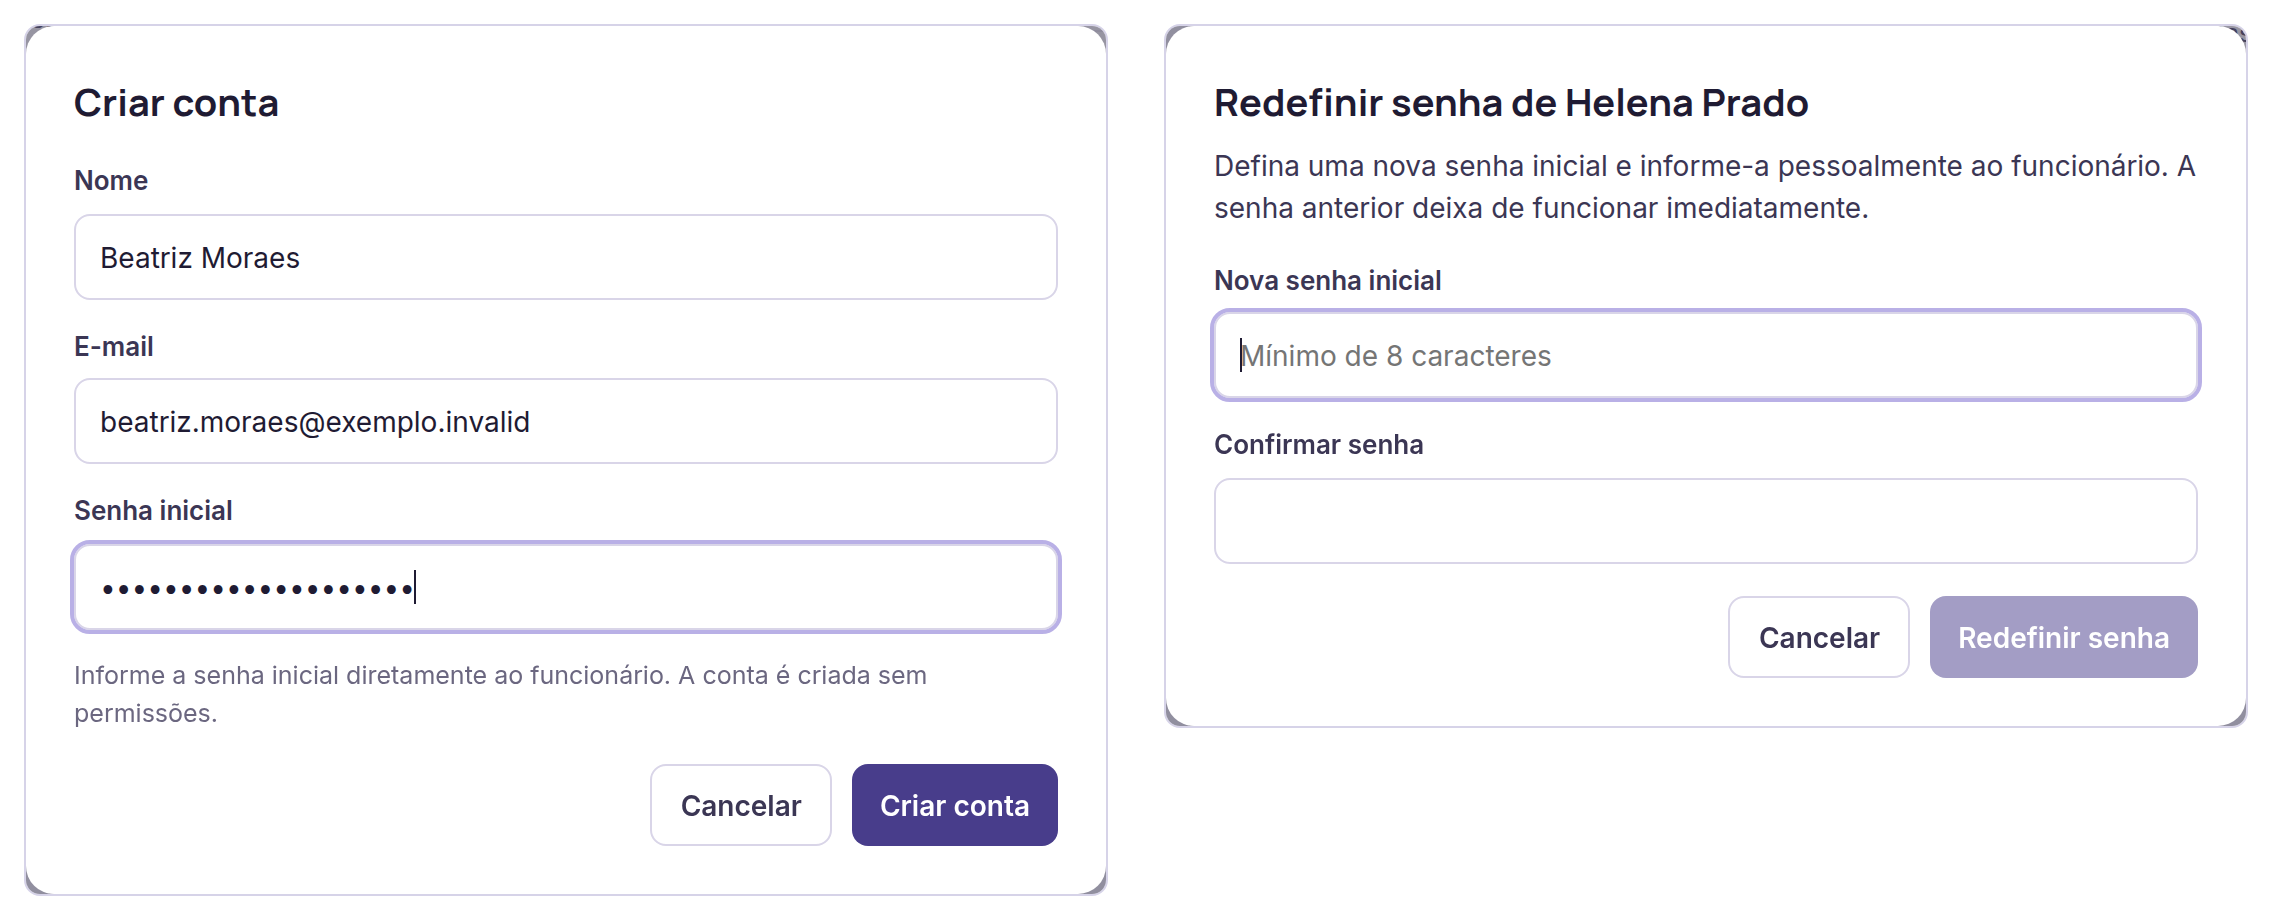 Criar conta
Nome
Beatriz Moraes
E-mail
beatriz.moraes@exemplo.invalid
Senha inicial
••••••••••••••••••••
Informe a senha inicial diretamente ao funcionário. A conta é criada sem
permissões.
Cancelar
Criar conta
Redefinir senha de Helena Prado
Defina uma nova senha inicial e informe-a pessoalmente ao funcionário. A
senha anterior deixa de funcionar imediatamente.
Nova senha inicial
Mínimo de 8 caracteres
Confirmar senha
Cancelar
Redefinir senha